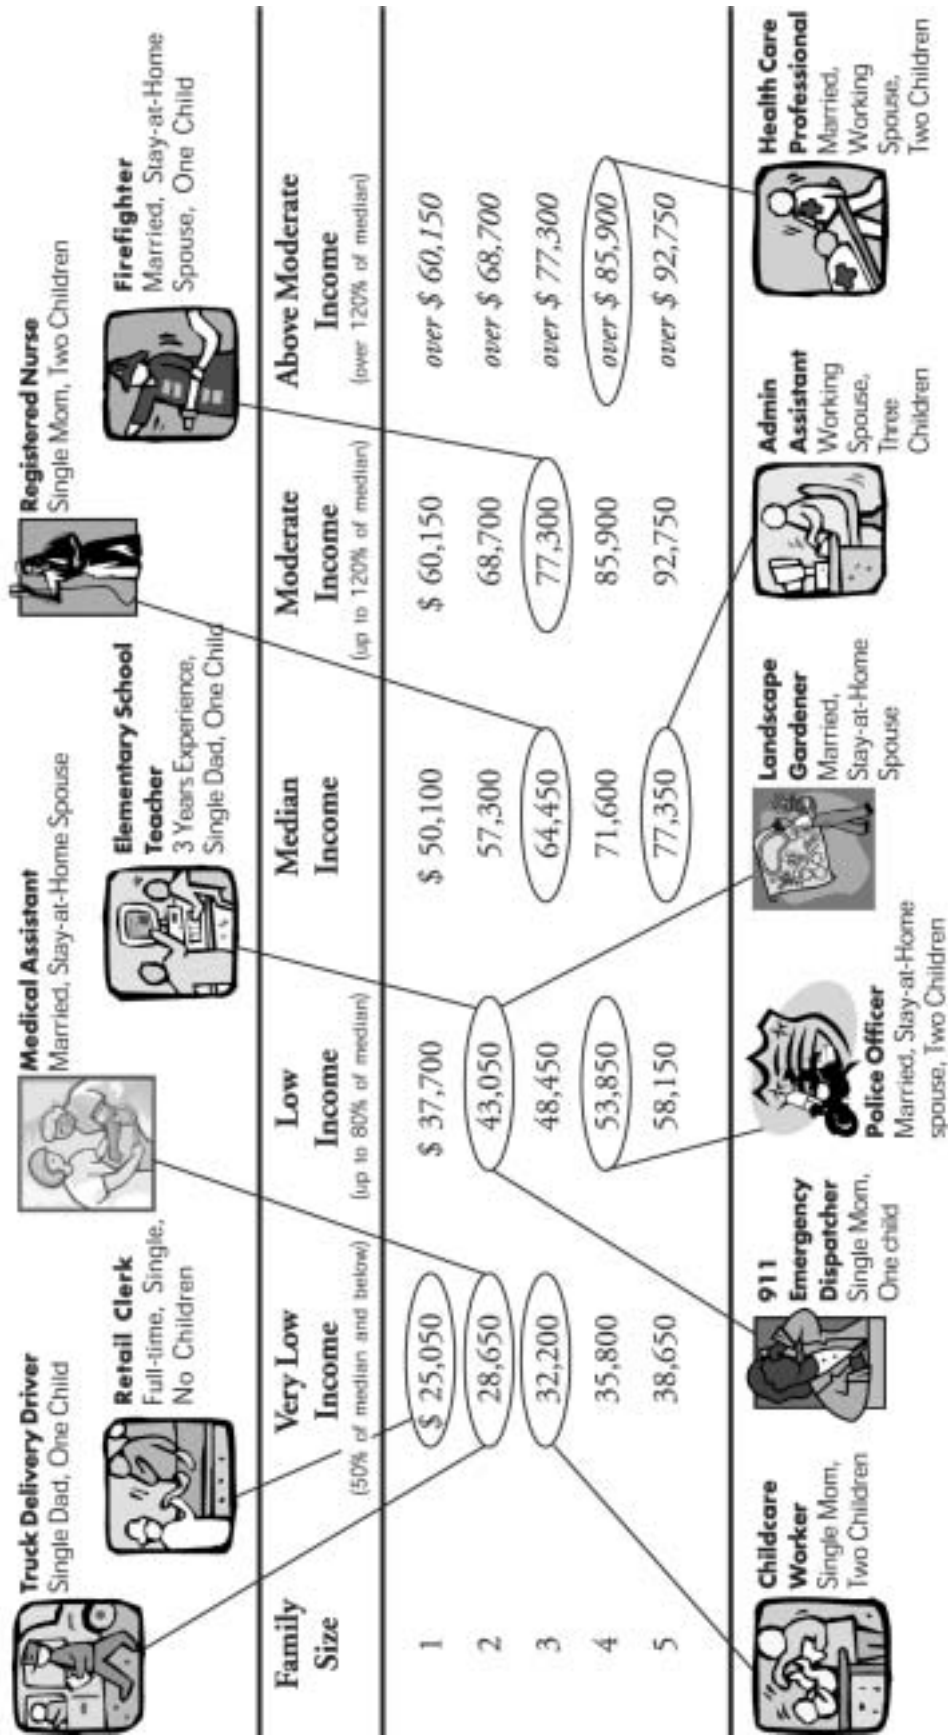 Truck Delivery Driver
Single Dad, One Child
Retail Clerk
Full-time, Single,
No Children
Medical Assistant
Married, Stay-at-Home Spouse
Elementary School
Teacher
3 Years Experience,
Single Dad, One Child
Registered Nurse
Single Mom, Two Children
Firefighter
Married, Stay-at-Home
Spouse, One Child
Family Size Very Low Income Low Income Median Income Moderate Income Above Moderate Income
(50% of median and below) (up to 80% of median) (up to 120% of median) (over 120% of median)
1 $ 25,050 $ 37,700 $ 50,100 $ 60,150 over $ 60,150
2 28,650 43,050 57,300 68,700 over $ 68,700
3 32,200 48,450 64,450 77,300 over $ 77,300
4 35,800 53,850 71,600 85,900 over $ 85,900
5 38,650 58,150 77,350 92,750 over $ 92,750
Childcare
Worker
Single Mom,
Two Children
911
Emergency
Dispatcher
Single Mom,
One child
Police Officer
Married, Stay-at-Home
spouse, Two Children
Landscape
Gardener
Married,
Stay-at-Home
Spouse
Admin
Assistant
Working
Spouse,
Three
Children
Health Care
Professional
Married,
Working
Spouse,
Two Children